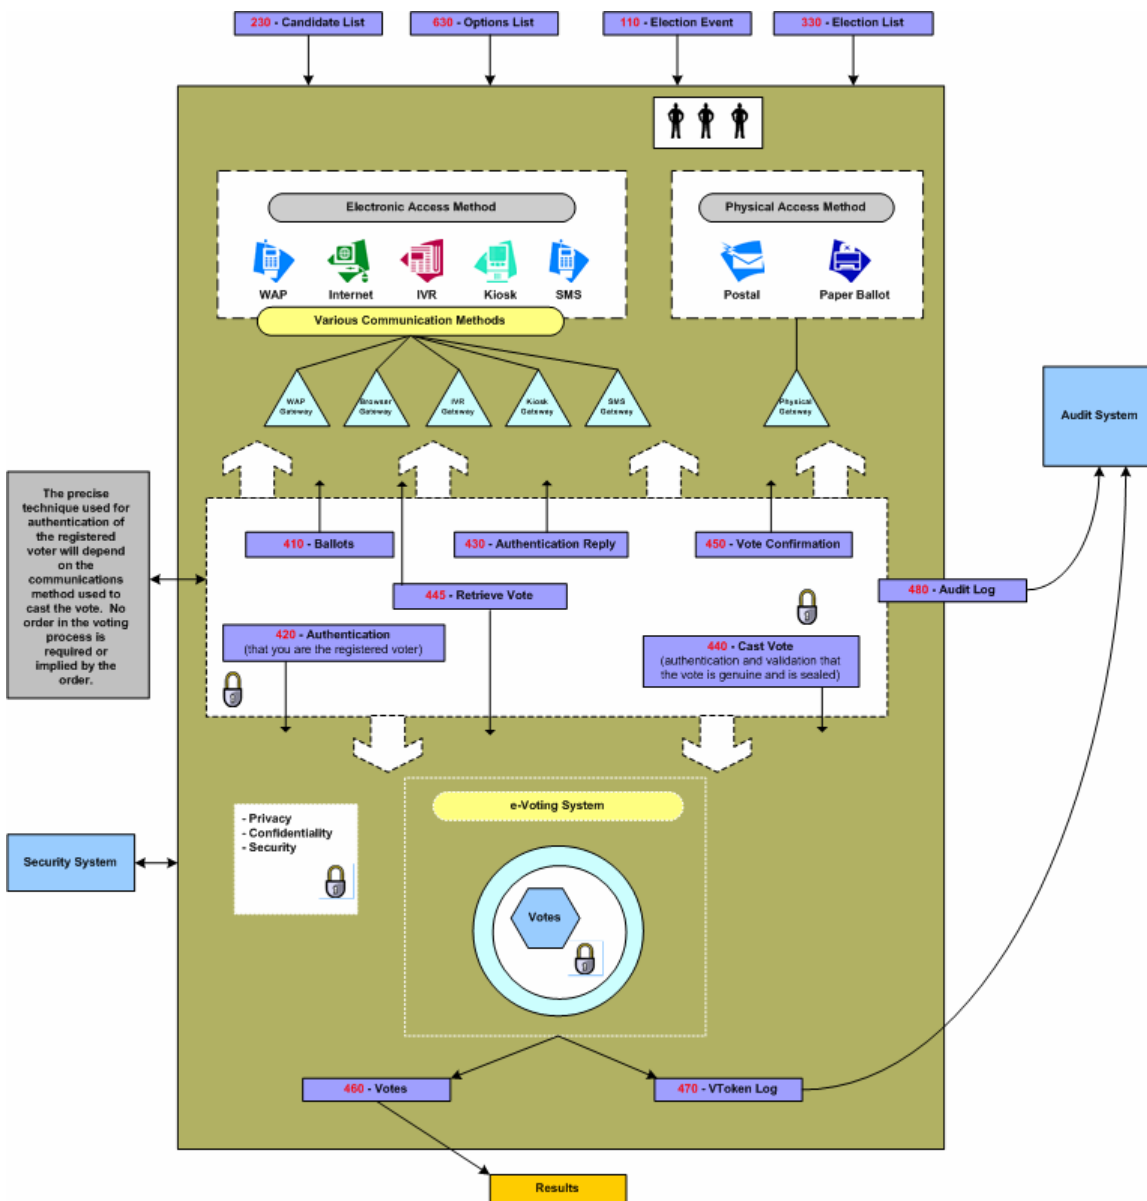 230 - Candidate List
630 - Options List
110 - Election Event
330 - Election List
Electronic Access Method
Physical Access Method
WAP
Internet
IVR
Kiosk
SMS
Postal
Paper Ballot
Various Communication Methods
WAP
Gateway
Browser
Gateway
IVR
Gateway
Kiosk
Gateway
SMS
Gateway
Physical
Gateway
Audit System
The precise
technique used for
authentication of
the registered
voter will depend
on the
communications
method used to
cast the vote. No
order in the voting
process is
required or
implied by the
order.
410 - Ballots
430 - Authentication Reply
450 - Vote Confirmation
445 - Retrieve Vote
480 - Audit Log
420 - Authentication
(that you are the registered voter)
440 - Cast Vote
(authentication and validation that
the vote is genuine and is sealed)
e-Voting System
- Privacy
- Confidentiality
- Security
Security System
Votes
460 - Votes
470 - VToken Log
Results